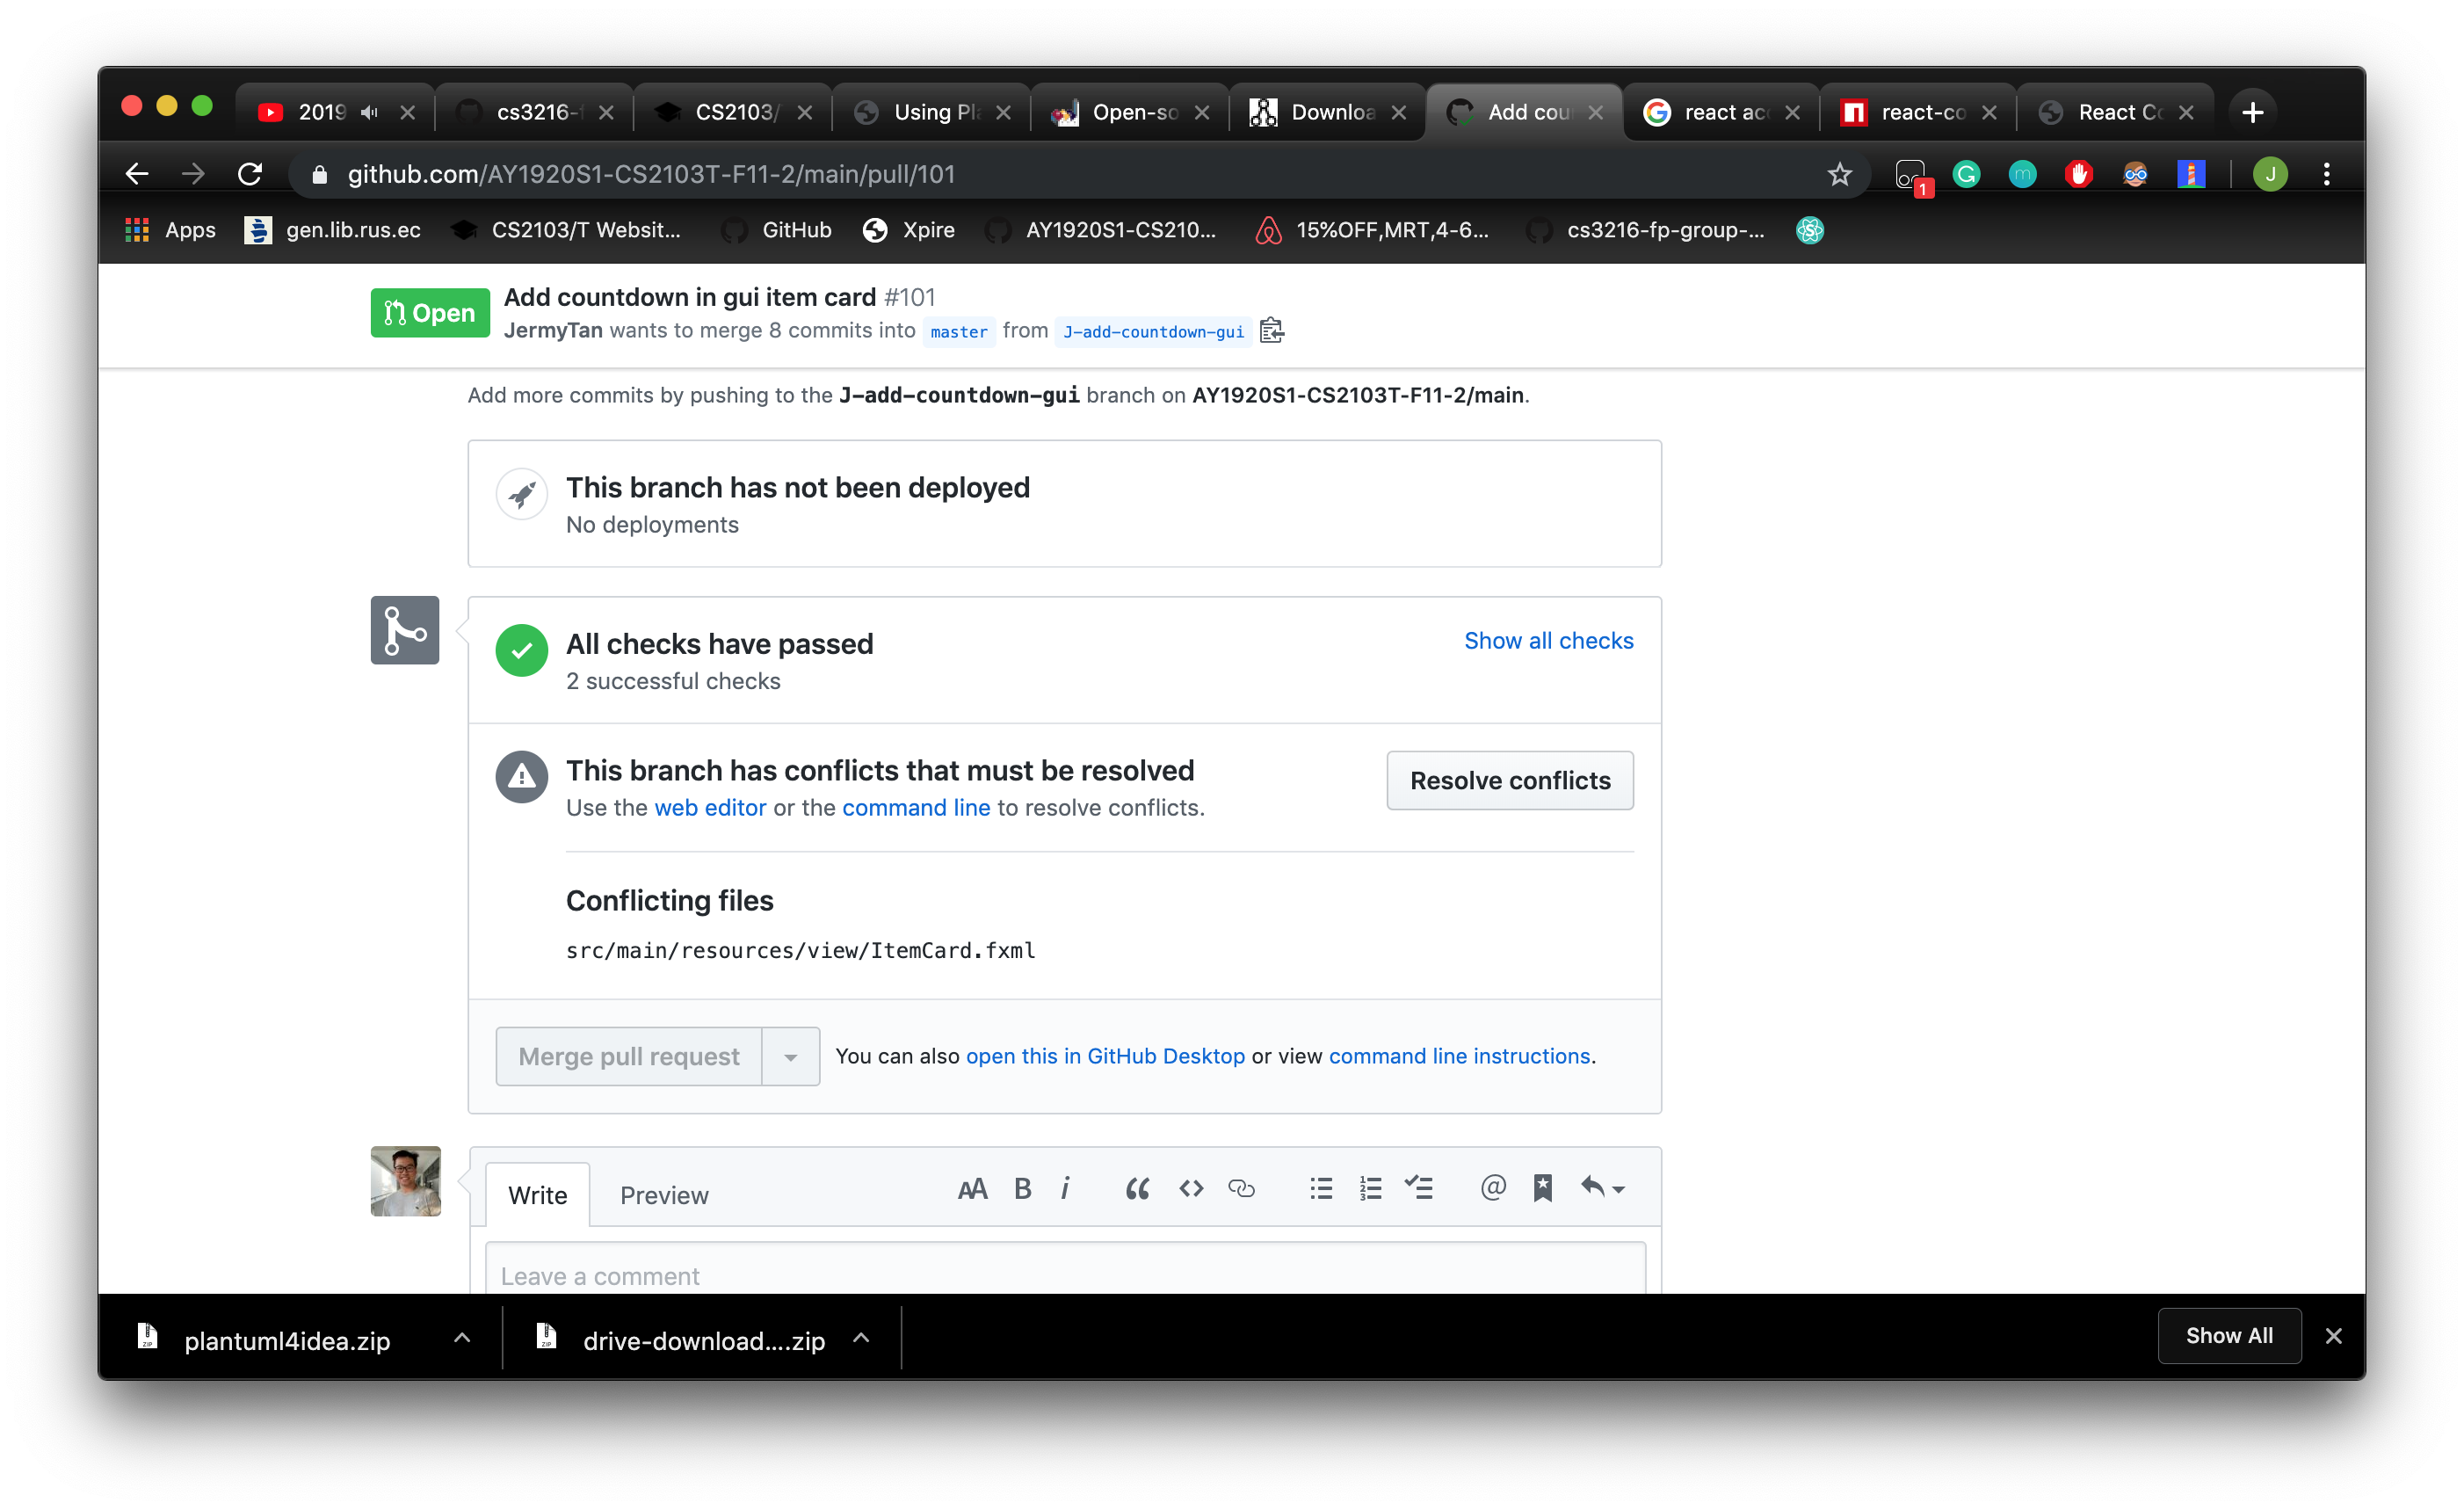 2019
cs3216-f
CS2103/
Using Pla
Open-so
Downloa
Add cou
react acc
react-co
React Co
github.com/AY1920S1-CS2103T-F11-2/main/pull/101
1
J
Apps
gen.lib.rus.ec
CS2103/T Websit...
GitHub
Xpire
AY1920S1-CS210...
15%OFF,MRT,4-6...
cs3216-fp-group-...
Open
Add countdown in gui item card #101
JermyTan wants to merge 8 commits into master from J-add-countdown-gui
Add more commits by pushing to the J-add-countdown-gui branch on AY1920S1-CS2103T-F11-2/main.
This branch has not been deployed
No deployments
All checks have passed
Show all checks
2 successful checks
This branch has conflicts that must be resolved
Resolve conflicts
Use the web editor or the command line to resolve conflicts.
Conflicting files
src/main/resources/view/ItemCard.fxml
Merge pull request
You can also open this in GitHub Desktop or view command line instructions.
Write
Preview
Leave a comment
plantuml4idea.zip
drive-download....zip
Show All